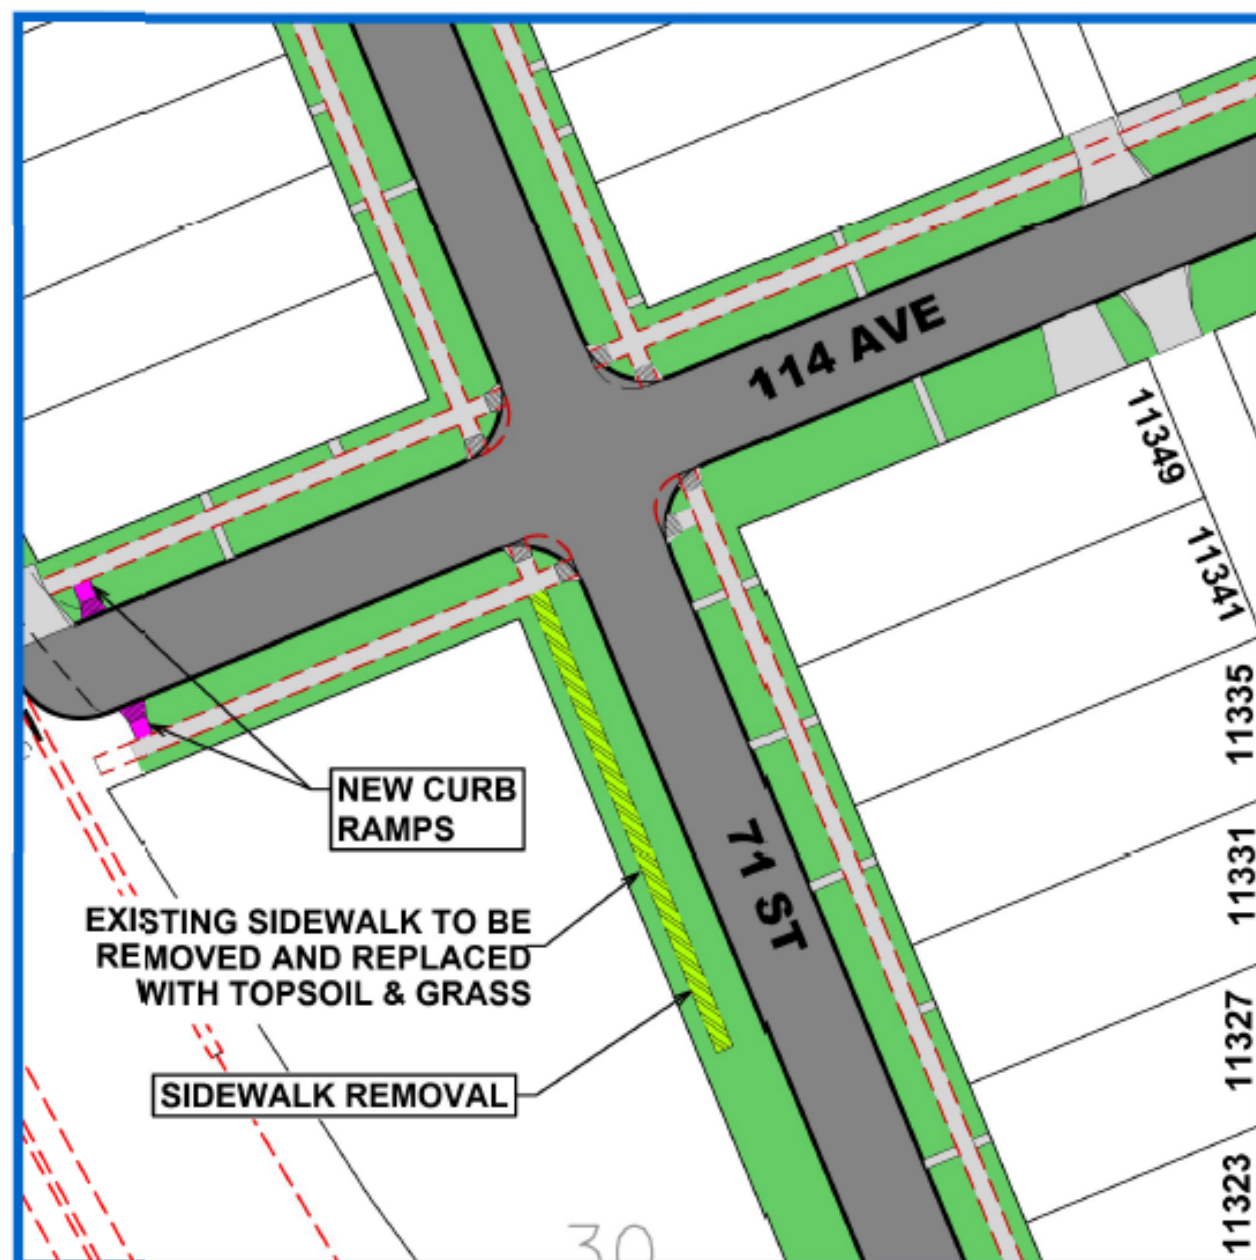 114 AVE
11349
11341
11335
NEW CURB
RAMPS
71 ST
11331
EXISTING SIDEWALK TO BE
REMOVED AND REPLACED
WITH TOPSOIL & GRASS
11327
SIDEWALK REMOVAL
11323
30